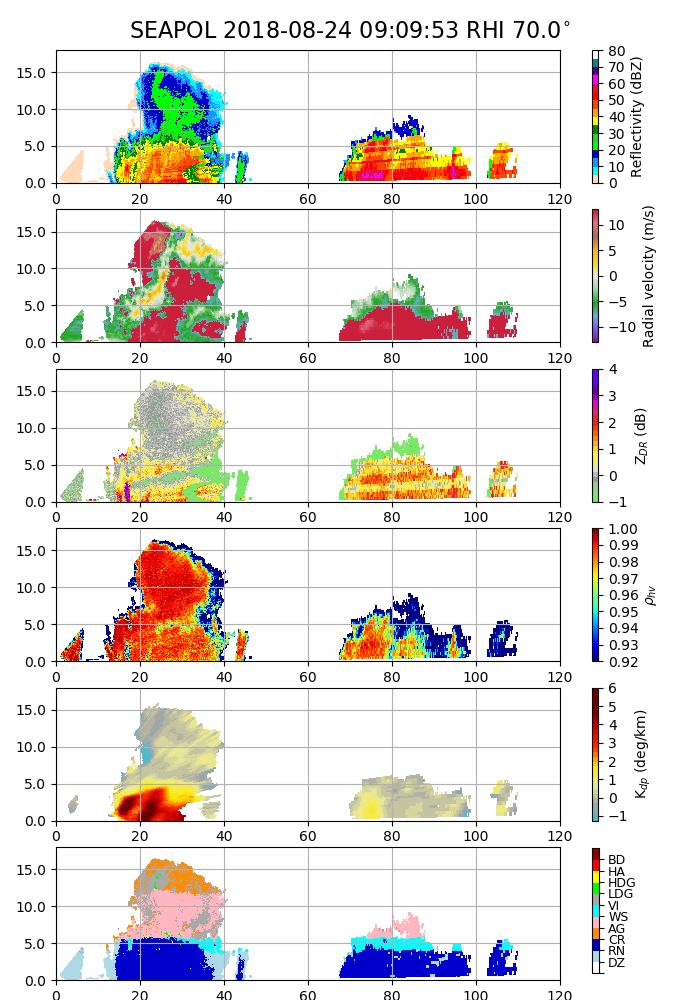 SEAPOL 2018-08-24 09:09:53 RHI 70.0°
15.0
10.0
5.0
0.0
0 20 40 60 80 100 120
80
70
60
50
40
30
20
10
0
Reflectivity (dBZ)
15.0
10.0
5.0
0.0
0 20 40 60 80 100 120
10
5
0
−5
−10
Radial velocity (m/s)
15.0
10.0
5.0
0.0
0 20 40 60 80 100 120
4
3
2
1
0
−1
Z_DR (dB)
15.0
10.0
5.0
0.0
0 20 40 60 80 100 120
1.00
0.99
0.98
0.97
0.96
0.95
0.94
0.93
0.92
ρhv
15.0
10.0
5.0
0.0
0 20 40 60 80 100 120
6
5
4
3
2
1
0
−1
K_dp (deg/km)
15.0
10.0
5.0
0.0
0 20 40 60 80 100 120
BD
HA
HDG
LDG
VI
WS
AG
CR
RN
DZ